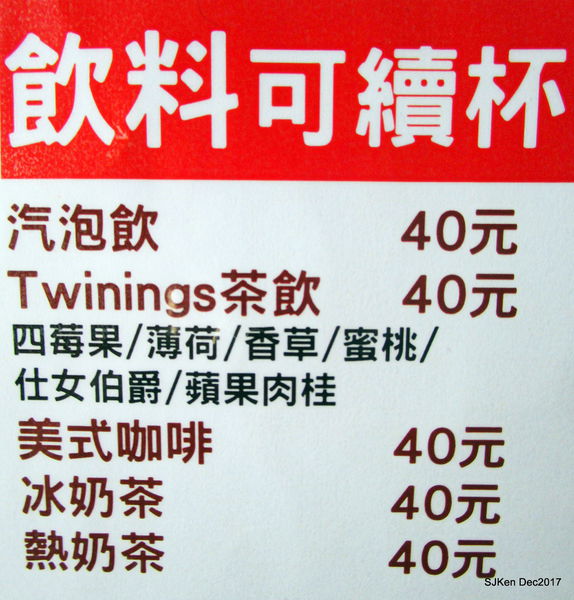 飲料可續杯
汽泡飲 40元
Twinings茶飲 40元
四莓果/薄荷/香草/蜜桃/
仕女伯爵/蘋果肉桂
美式咖啡 40元
冰奶茶 40元
熱奶茶 40元
SJKen Dec2017